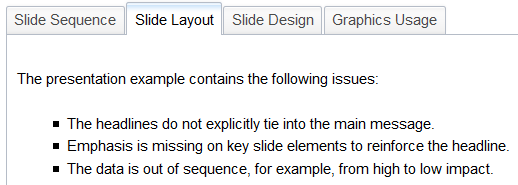 Slide Sequence Slide Layout Slide Design Graphics Usage
The presentation example contains the following issues:
The headlines do not explicitly tie into the main message.
Emphasis is missing on key slide elements to reinforce the headline.
The data is out of sequence, for example, from high to low impact.